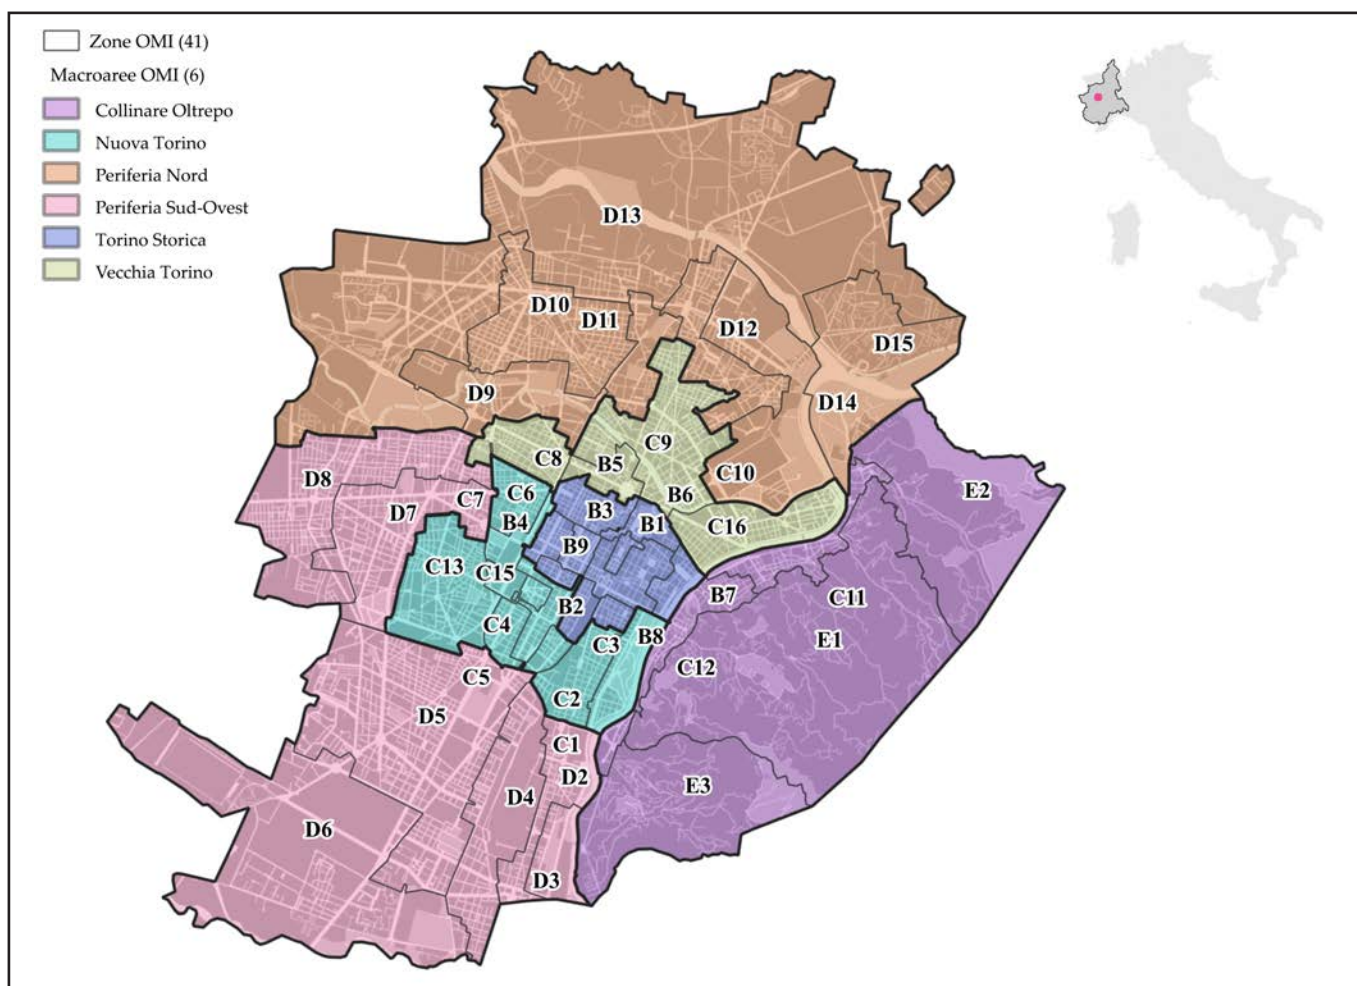 Zone OMI (41)
Macroaree OMI (6)
Collinare Oltrepo
Nuova Torino
Periferia Nord
Periferia Sud-Ovest
Torino Storica
Vecchia Torino
D13
D10
D11
D12
D15
D9
D14
C9
C8
B5
C10
D8
C7
C6
B6
E2
D7
B4
B3
B1
C16
B9
C13
C15
B7
C11
B2
C4
C3
B8
E1
C12
C5
C2
D5
C1
D2
E3
D4
D6
D3